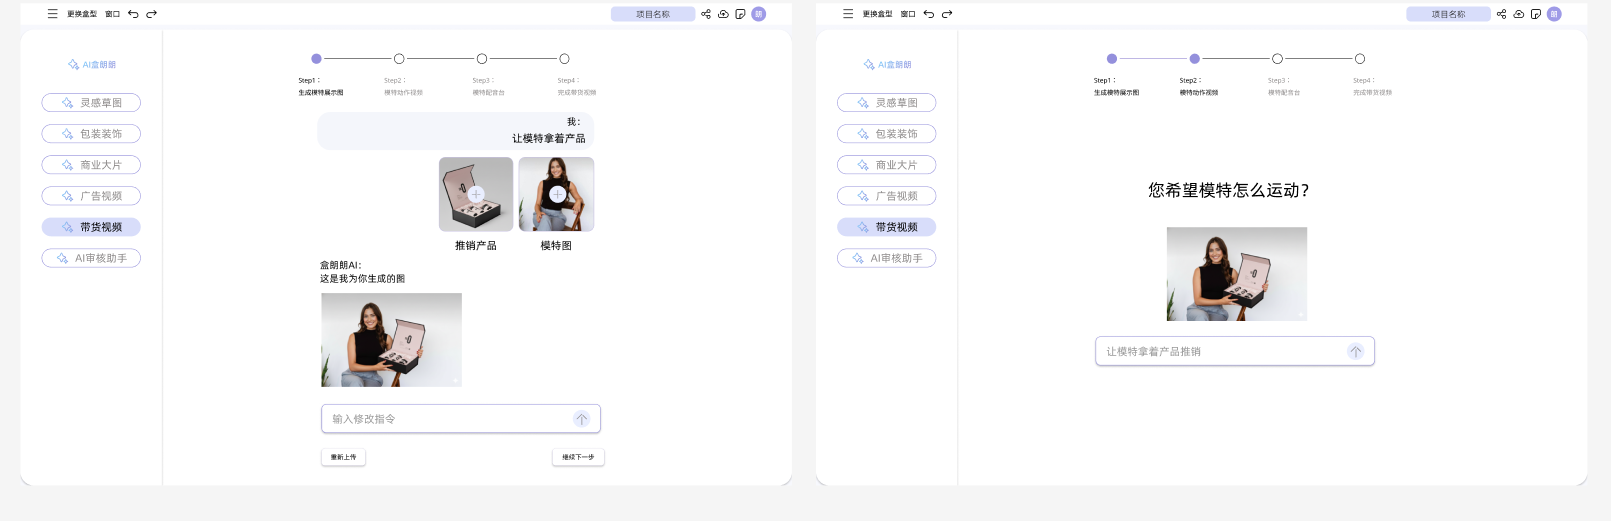 更换盒型 窗口
项目名称
朗
AI盒朗朗
灵感草图
包装装饰
商业大片
广告视频
带货视频
AI审核助手
Step1：
生成模特展示图
Step2：
模特动作视频
Step3：
模特配音台
Step4：
完成带货视频
我：
让模特拿着产品
推销产品
模特图
盒朗朗AI：
这是我为你生成的图
输入修改指令
重新上传
继续下一步
更换盒型 窗口
项目名称
朗
AI盒朗朗
灵感草图
包装装饰
商业大片
广告视频
带货视频
AI审核助手
Step1：
生成模特展示图
Step2：
模特动作视频
Step3：
模特配音台
Step4：
完成带货视频
您希望模特怎么运动？
让模特拿着产品推销